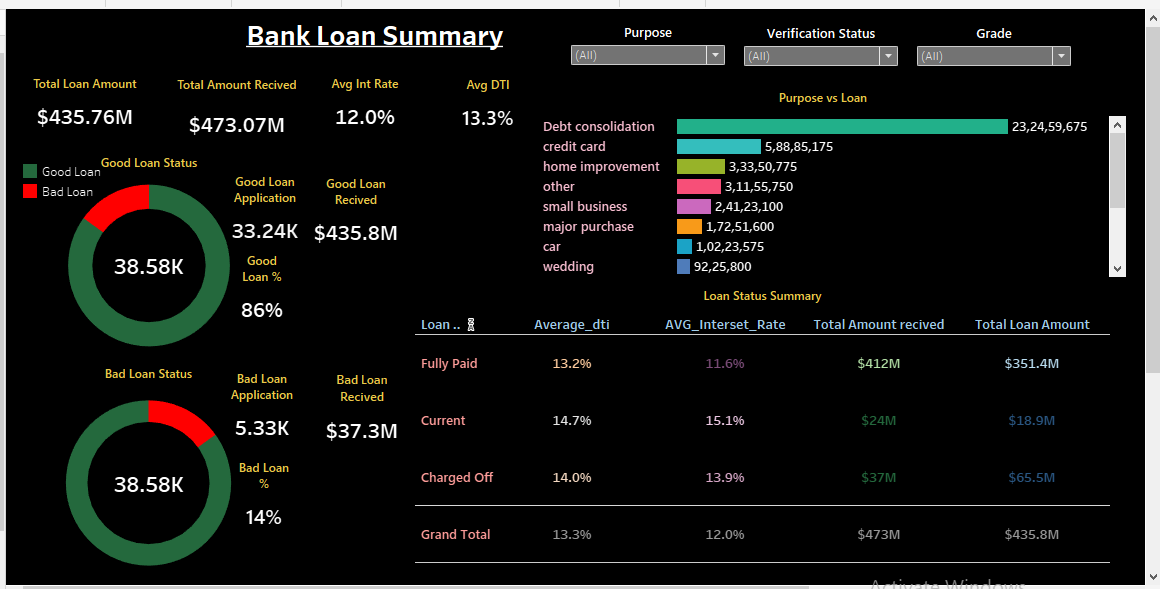 Bank Loan Summary
Purpose
Verification Status
Grade
(All)
(All)
(All)
Total Loan Amount
Total Amount Recived
Avg Int Rate
Avg DTI
$435.76M
$473.07M
12.0%
13.3%
Good Loan
Bad Loan
Good Loan Status
38.58K
Good Loan
Application
33.24K
Good Loan
Recived
$435.8M
Good
Loan %
86%
Bad Loan Status
38.58K
Bad Loan
Application
5.33K
Bad Loan
Recived
$37.3M
Bad Loan
%
14%
Purpose vs Loan
Debt consolidation 23,24,59,675
credit card 5,88,85,175
home improvement 3,33,50,775
other 3,11,55,750
small business 2,41,23,100
major purchase 1,72,51,600
car 1,02,23,575
wedding 92,25,800
Loan Status Summary
Loan .. Average_dti AVG_Interset_Rate Total Amount recived Total Loan Amount
Fully Paid 13.2% 11.6% $412M $351.4M
Current 14.7% 15.1% $24M $18.9M
Charged Off 14.0% 13.9% $37M $65.5M
Grand Total 13.3% 12.0% $473M $435.8M
Activate Windows